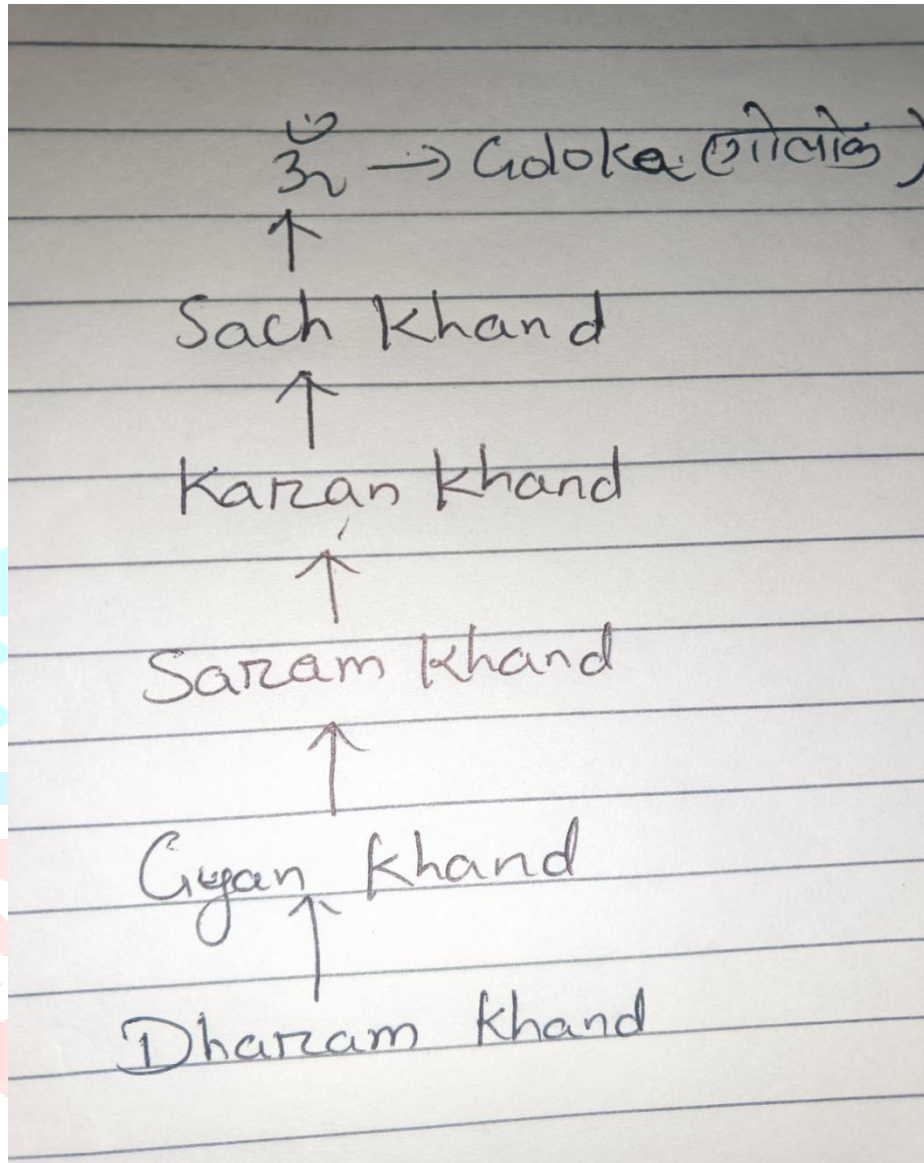 ॐ → Goloka (गोलोक)
↑
Sach Khand
↑
Karan Khand
↑
Saram Khand
↑
Gyan Khand
↑
Dharam Khand